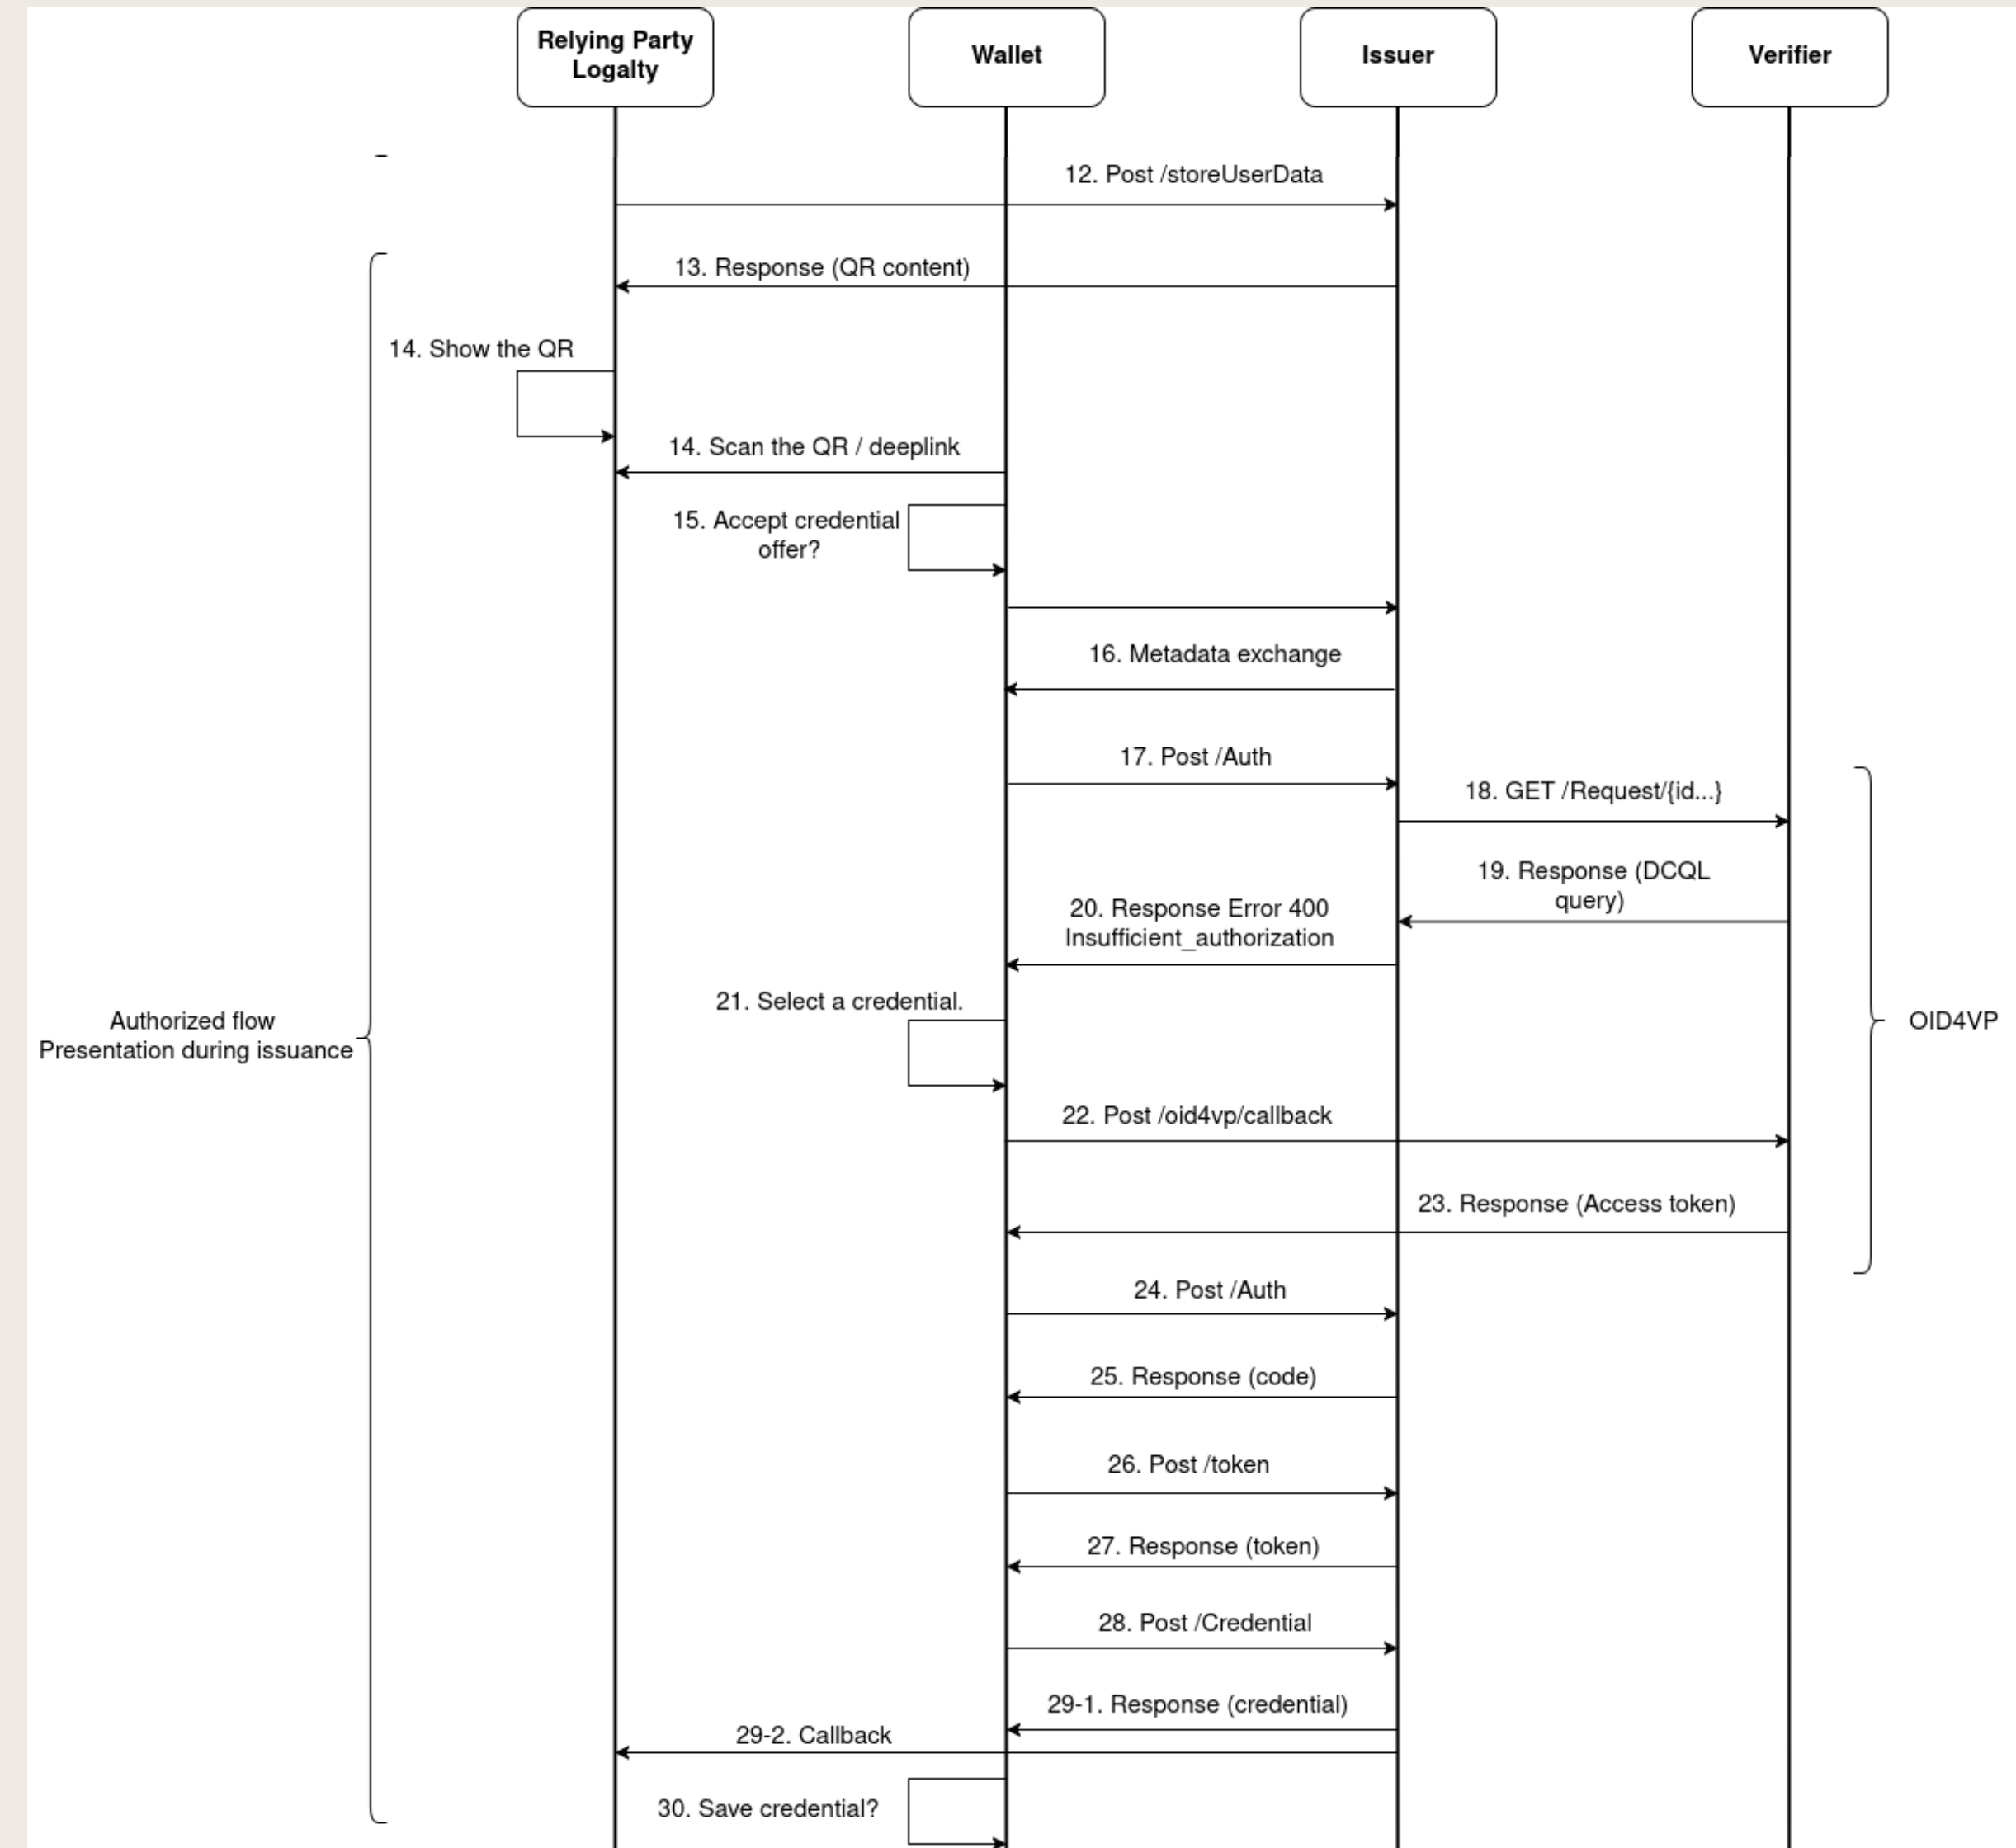 Relying Party
Logalty
Wallet
Issuer
Verifier
12. Post /storeUserData
13. Response (QR content)
14. Show the QR
14. Scan the QR / deeplink
15. Accept credential
offer?
16. Metadata exchange
17. Post /Auth
18. GET /Request/{id...}
19. Response (DCQL
query)
20. Response Error 400
Insufficient_authorization
21. Select a credential.
Authorized flow
Presentation during issuance
OID4VP
22. Post /oid4vp/callback
23. Response (Access token)
24. Post /Auth
25. Response (code)
26. Post /token
27. Response (token)
28. Post /Credential
29-1. Response (credential)
29-2. Callback
30. Save credential?